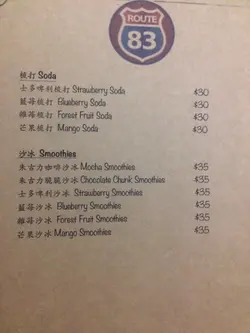 ROUTE
83
梳打 Soda
士多啤利梳打 Strawberry Soda $30
藍莓梳打 Blueberry Soda $30
雜莓梳打 Forest Fruit Soda $30
芒果梳打 Mango Soda $30
沙冰 Smoothies
朱古力咖啡沙冰 Mocha Smoothies $35
朱古力脆脆沙冰 Chocolate Chunk Smoothies $35
士多啤梨沙冰 Strawberry Smoothies $35
藍莓沙冰 Blueberry Smoothies $35
雜莓沙冰 Forest Fruit Smoothies $35
芒果沙冰 Mango Smoothies $35